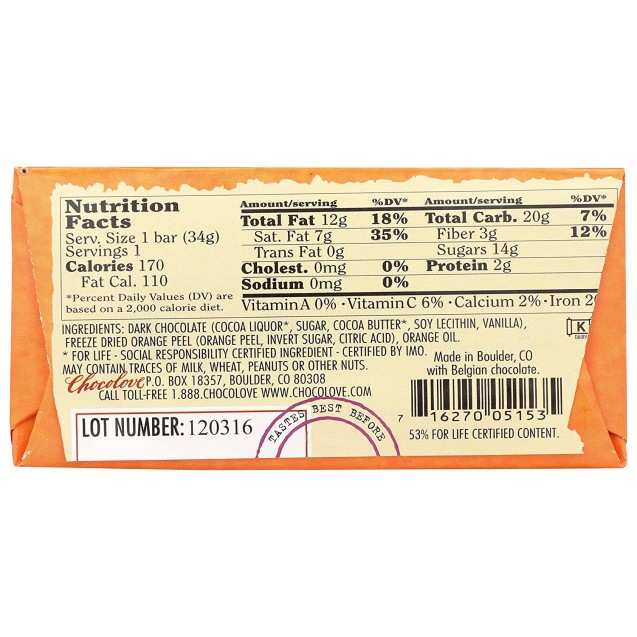 Nutrition
Facts
Serv. Size 1 bar (34g)
Servings 1
Calories 170
Fat Cal. 110
*Percent Daily Values (DV) are
based on a 2,000 calorie diet.
Amount/serving %DV*
Total Fat 12g 18%
Sat. Fat 7g 35%
Trans Fat 0g
Cholest. 0mg 0%
Sodium 0mg 0%
Amount/serving %DV*
Total Carb. 20g 7%
Fiber 3g 12%
Sugars 14g
Protein 2g
Vitamin A 0% • Vitamin C 6% • Calcium 2% • Iron
INGREDIENTS: DARK CHOCOLATE (COCOA LIQUOR*, SUGAR, COCOA BUTTER*, SOY LECITHIN, VANILLA),
FREEZE DRIED ORANGE PEEL (ORANGE PEEL, INVERT SUGAR, CITRIC ACID), ORANGE OIL.
* FOR LIFE - SOCIAL RESPONSIBILITY CERTIFIED INGREDIENT - CERTIFIED BY IMO.
MAY CONTAIN TRACES OF MILK, WHEAT, PEANUTS OR OTHER NUTS.
Chocolove P.O. BOX 18357, BOULDER, CO 80308
CALL TOLL-FREE 1.888.CHOCOLOVE WWW.CHOCOLOVE.COM
K
DAIRY
Made in Boulder, CO
with Belgian chocolate.
7 16270 05153
53% FOR LIFE CERTIFIED CONTENT.
LOT NUMBER: 120316
TASTES BEST BEFORE